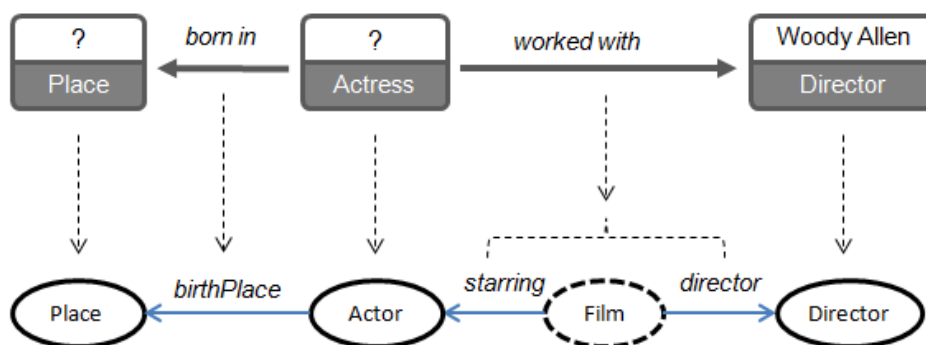 ?
born in
?
worked with
Woody Allen
Place
Actress
Director
starring
director
birthPlace
Place
Actor
Film
Director